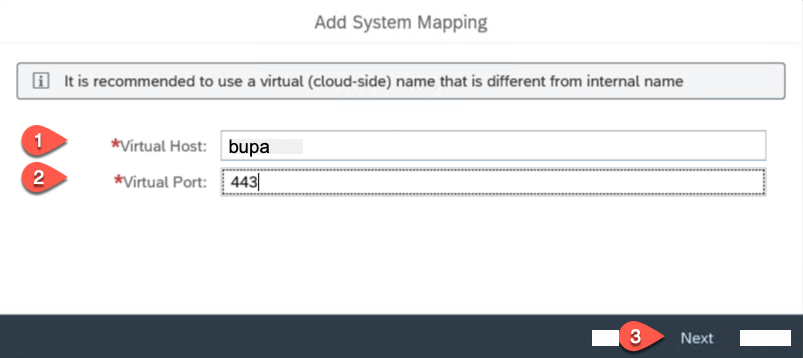 Add System Mapping
It is recommended to use a virtual (cloud-side) name that is different from internal name
1 *Virtual Host: bupa
2 *Virtual Port: 443
3 Next